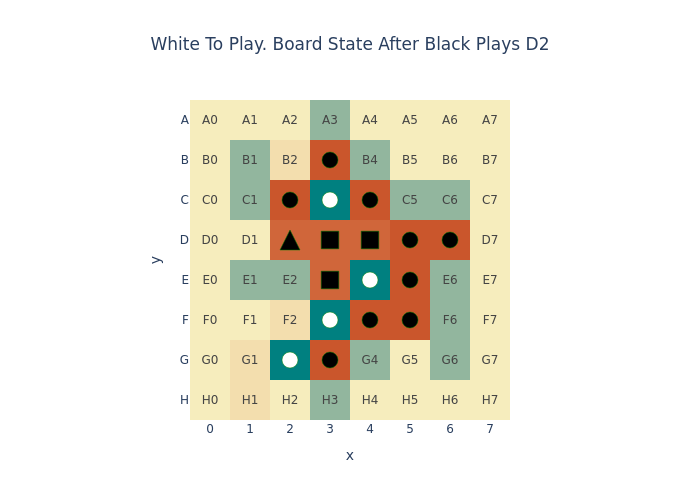 White To Play. Board State After Black Plays D2
A A0 A1 A2 A3 A4 A5 A6 A7
B B0 B1 B2 B4 B5 B6 B7
C C0 C1 C5 C6 C7
D D0 D1 D7
E E0 E1 E2 E6 E7
F F0 F1 F2 F6 F7
G G0 G1 G4 G5 G6 G7
H H0 H1 H2 H3 H4 H5 H6 H7
0 1 2 3 4 5 6 7
x
y